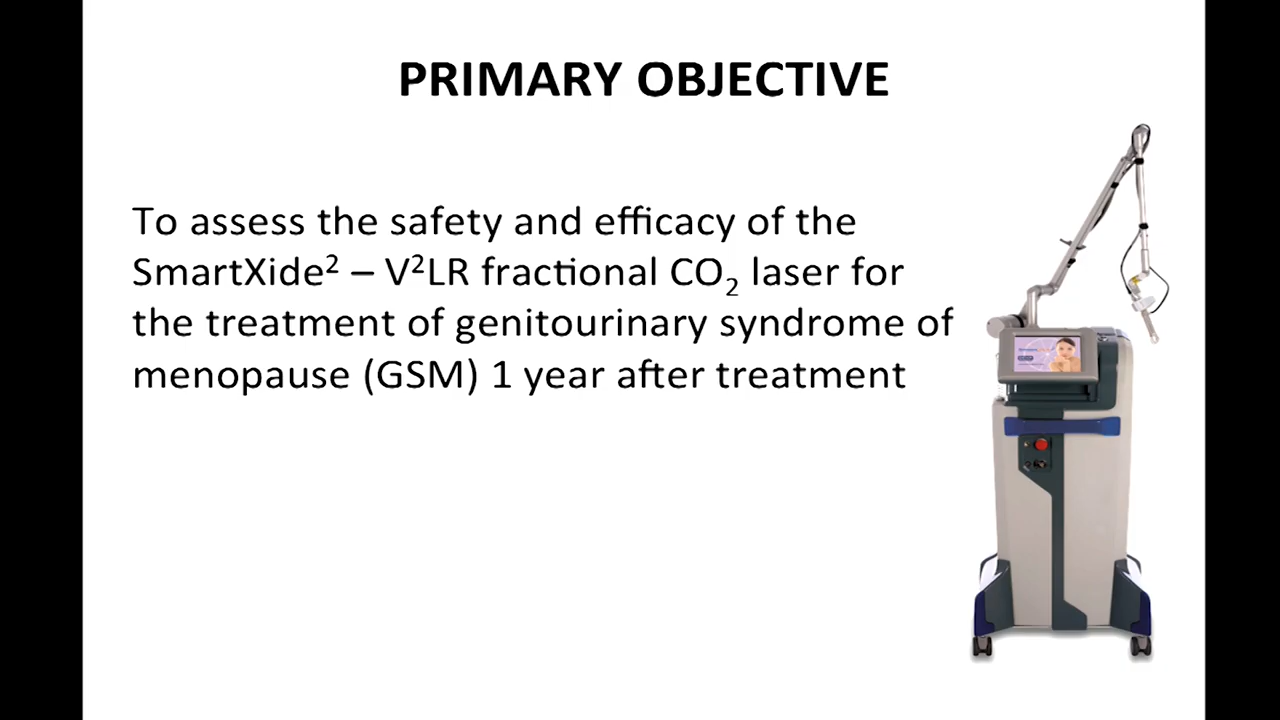 PRIMARY OBJECTIVE
To assess the safety and efficacy of the
SmartXide² – V²LR fractional CO₂ laser for
the treatment of genitourinary syndrome of
menopause (GSM) 1 year after treatment